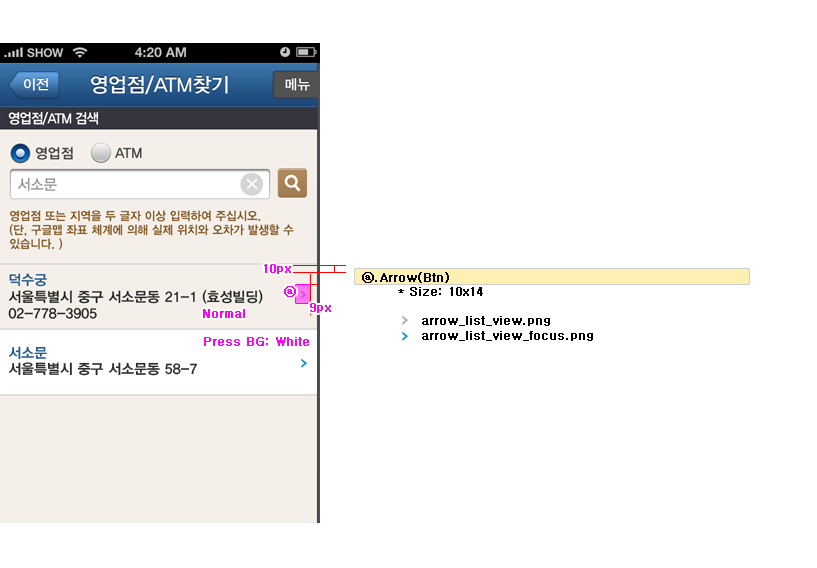 SHOW 4:20 AM
이전 영업점/ATM찾기 메뉴
영업점/ATM 검색
영업점 ATM
서소문
영업점 또는 지역을 두 글자 이상 입력하여 주십시오.
(단, 구글맵 좌표 체계에 의해 실제 위치와 오차가 발생할 수
있습니다. )
10px
덕수궁
서울특별시 중구 서소문동 21-1 (효성빌딩)
02-778-3905
ⓐ
9px
Normal
Press BG: White
서소문
서울특별시 중구 서소문동 58-7
ⓐ.Arrow(Btn)
* Size: 10x14
arrow_list_view.png
arrow_list_view_focus.png